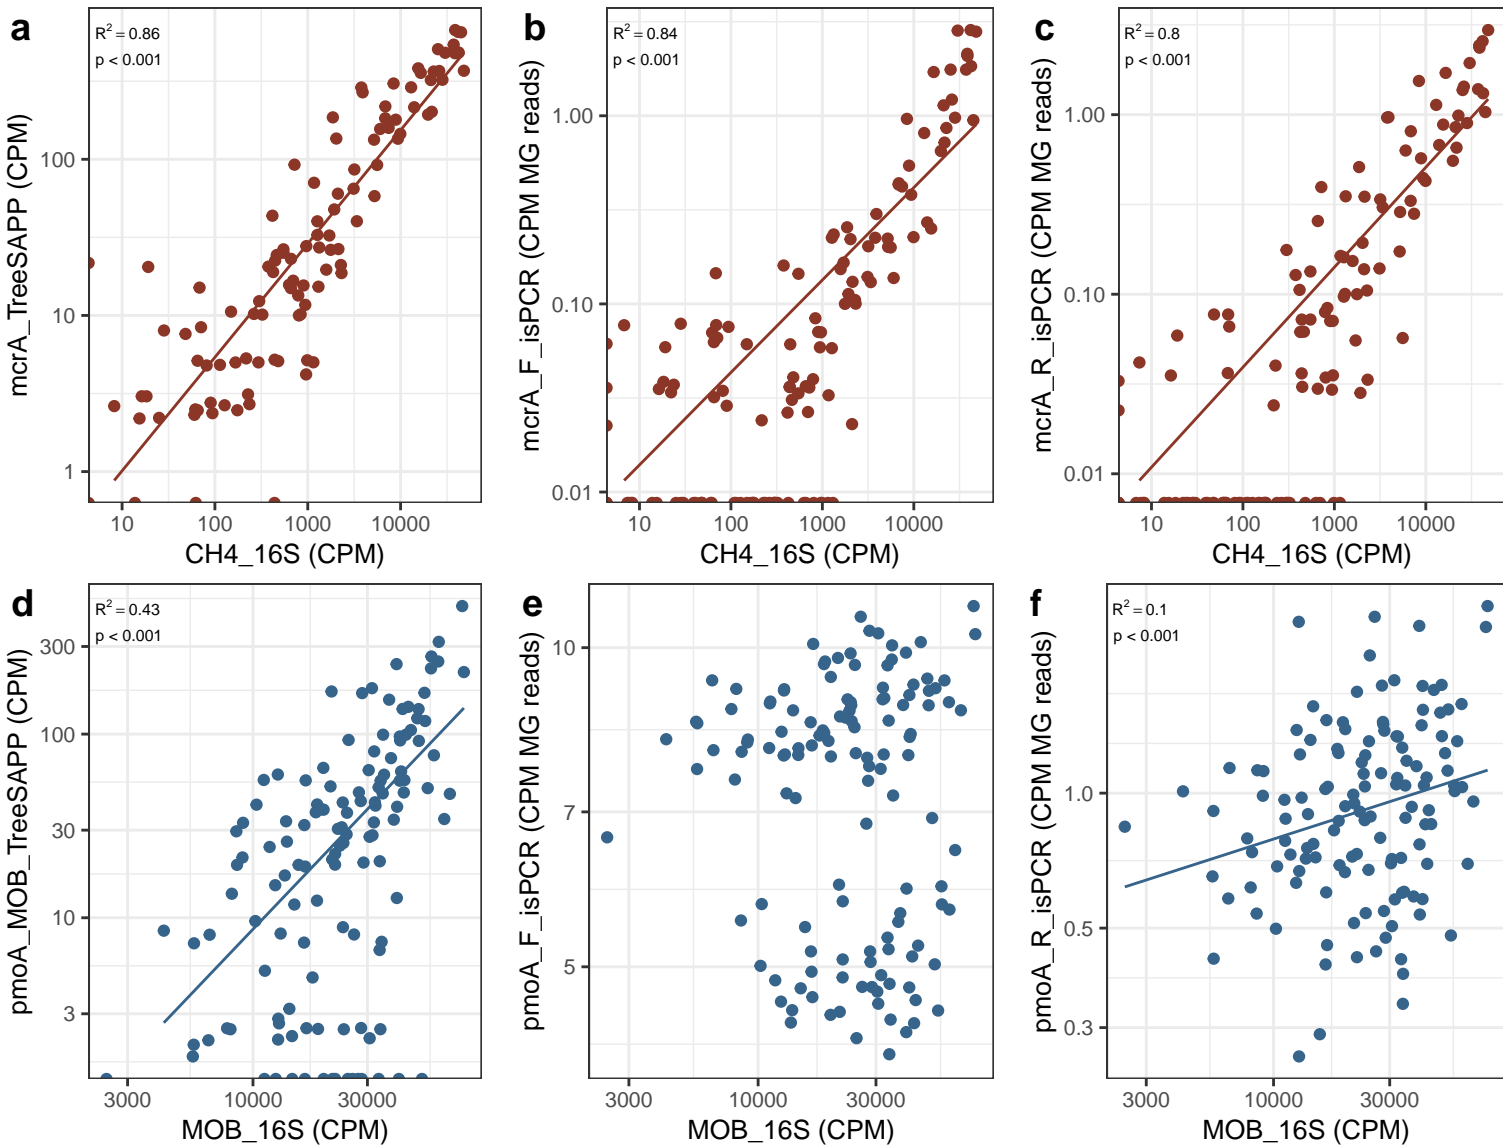 a
R² = 0.86
p < 0.001
mcrA_TreeSAPP (CPM)
100
10
1
10
100
1000
10000
CH4_16S (CPM)
b
R² = 0.84
p < 0.001
mcrA_F_isPCR (CPM MG reads)
1.00
0.10
0.01
10
100
1000
10000
CH4_16S (CPM)
c
R² = 0.8
p < 0.001
mcrA_R_isPCR (CPM MG reads)
1.00
0.10
0.01
10
100
1000
10000
CH4_16S (CPM)
d
R² = 0.43
p < 0.001
pmoA_MOB_TreeSAPP (CPM)
300
100
30
10
3
3000
10000
30000
MOB_16S (CPM)
e
pmoA_F_isPCR (CPM MG reads)
10
7
5
3000
10000
30000
MOB_16S (CPM)
f
R² = 0.1
p < 0.001
pmoA_R_isPCR (CPM MG reads)
1.0
0.5
0.3
3000
10000
30000
MOB_16S (CPM)